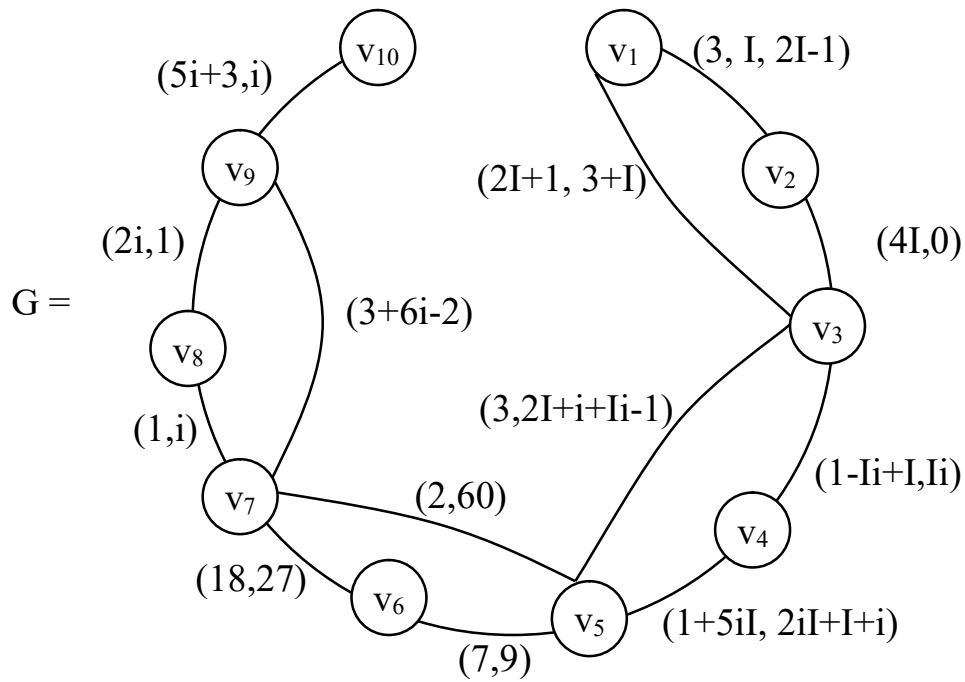 v₁₀
v₁
(3, I, 2I-1)
(5i+3,i)
v₉
v₂
(2I+1, 3+I)
(2i,1)
(4I,0)
G =
(3+6i-2)
v₈
v₃
(3,2I+i+Ii-1)
(1,i)
(1-Ii+I,Ii)
v₇
(2,60)
v₄
(18,27)
v₆
v₅
(1+5iI, 2iI+I+i)
(7,9)